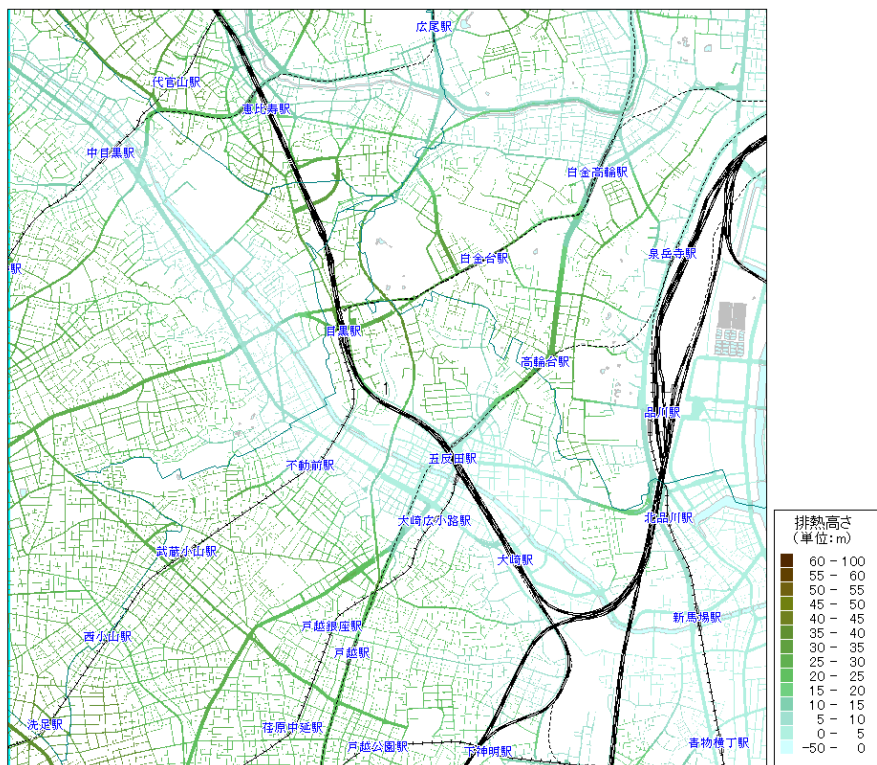 広尾駅
代官山駅
恵比寿駅
中目黒駅
白金高輪駅
泉岳寺駅
白金台駅
駅
目黒駅
高輪台駅
1
品川駅
五反田駅
不動前駅
大崎広小路駅
北品川駅
武蔵小山駅
大崎駅
新馬場駅
戸越銀座駅
西小山駅
戸越駅
洗足駅
荏原中延駅
戸越公園駅
下神明駅
青物横丁駅
排熱高さ
(単位:m)
60 - 100
55 - 60
50 - 55
45 - 50
40 - 45
35 - 40
30 - 35
25 - 30
20 - 25
15 - 20
10 - 15
5 - 10
0 - 5
-50 - 0